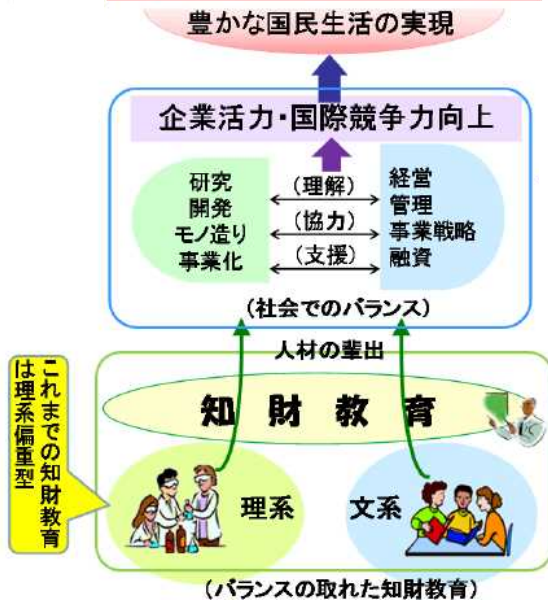 豊かな国民生活の実現
企業活力・国際競争力向上
研究
開発
モノ造り
事業化
(理解)
(協力)
(支援)
経営
管理
事業戦略
融資
(社会でのバランス)
人材の輩出
知財教育
これまでの知財教育
は理系偏重型
理系
文系
(バランスの取れた知財教育)